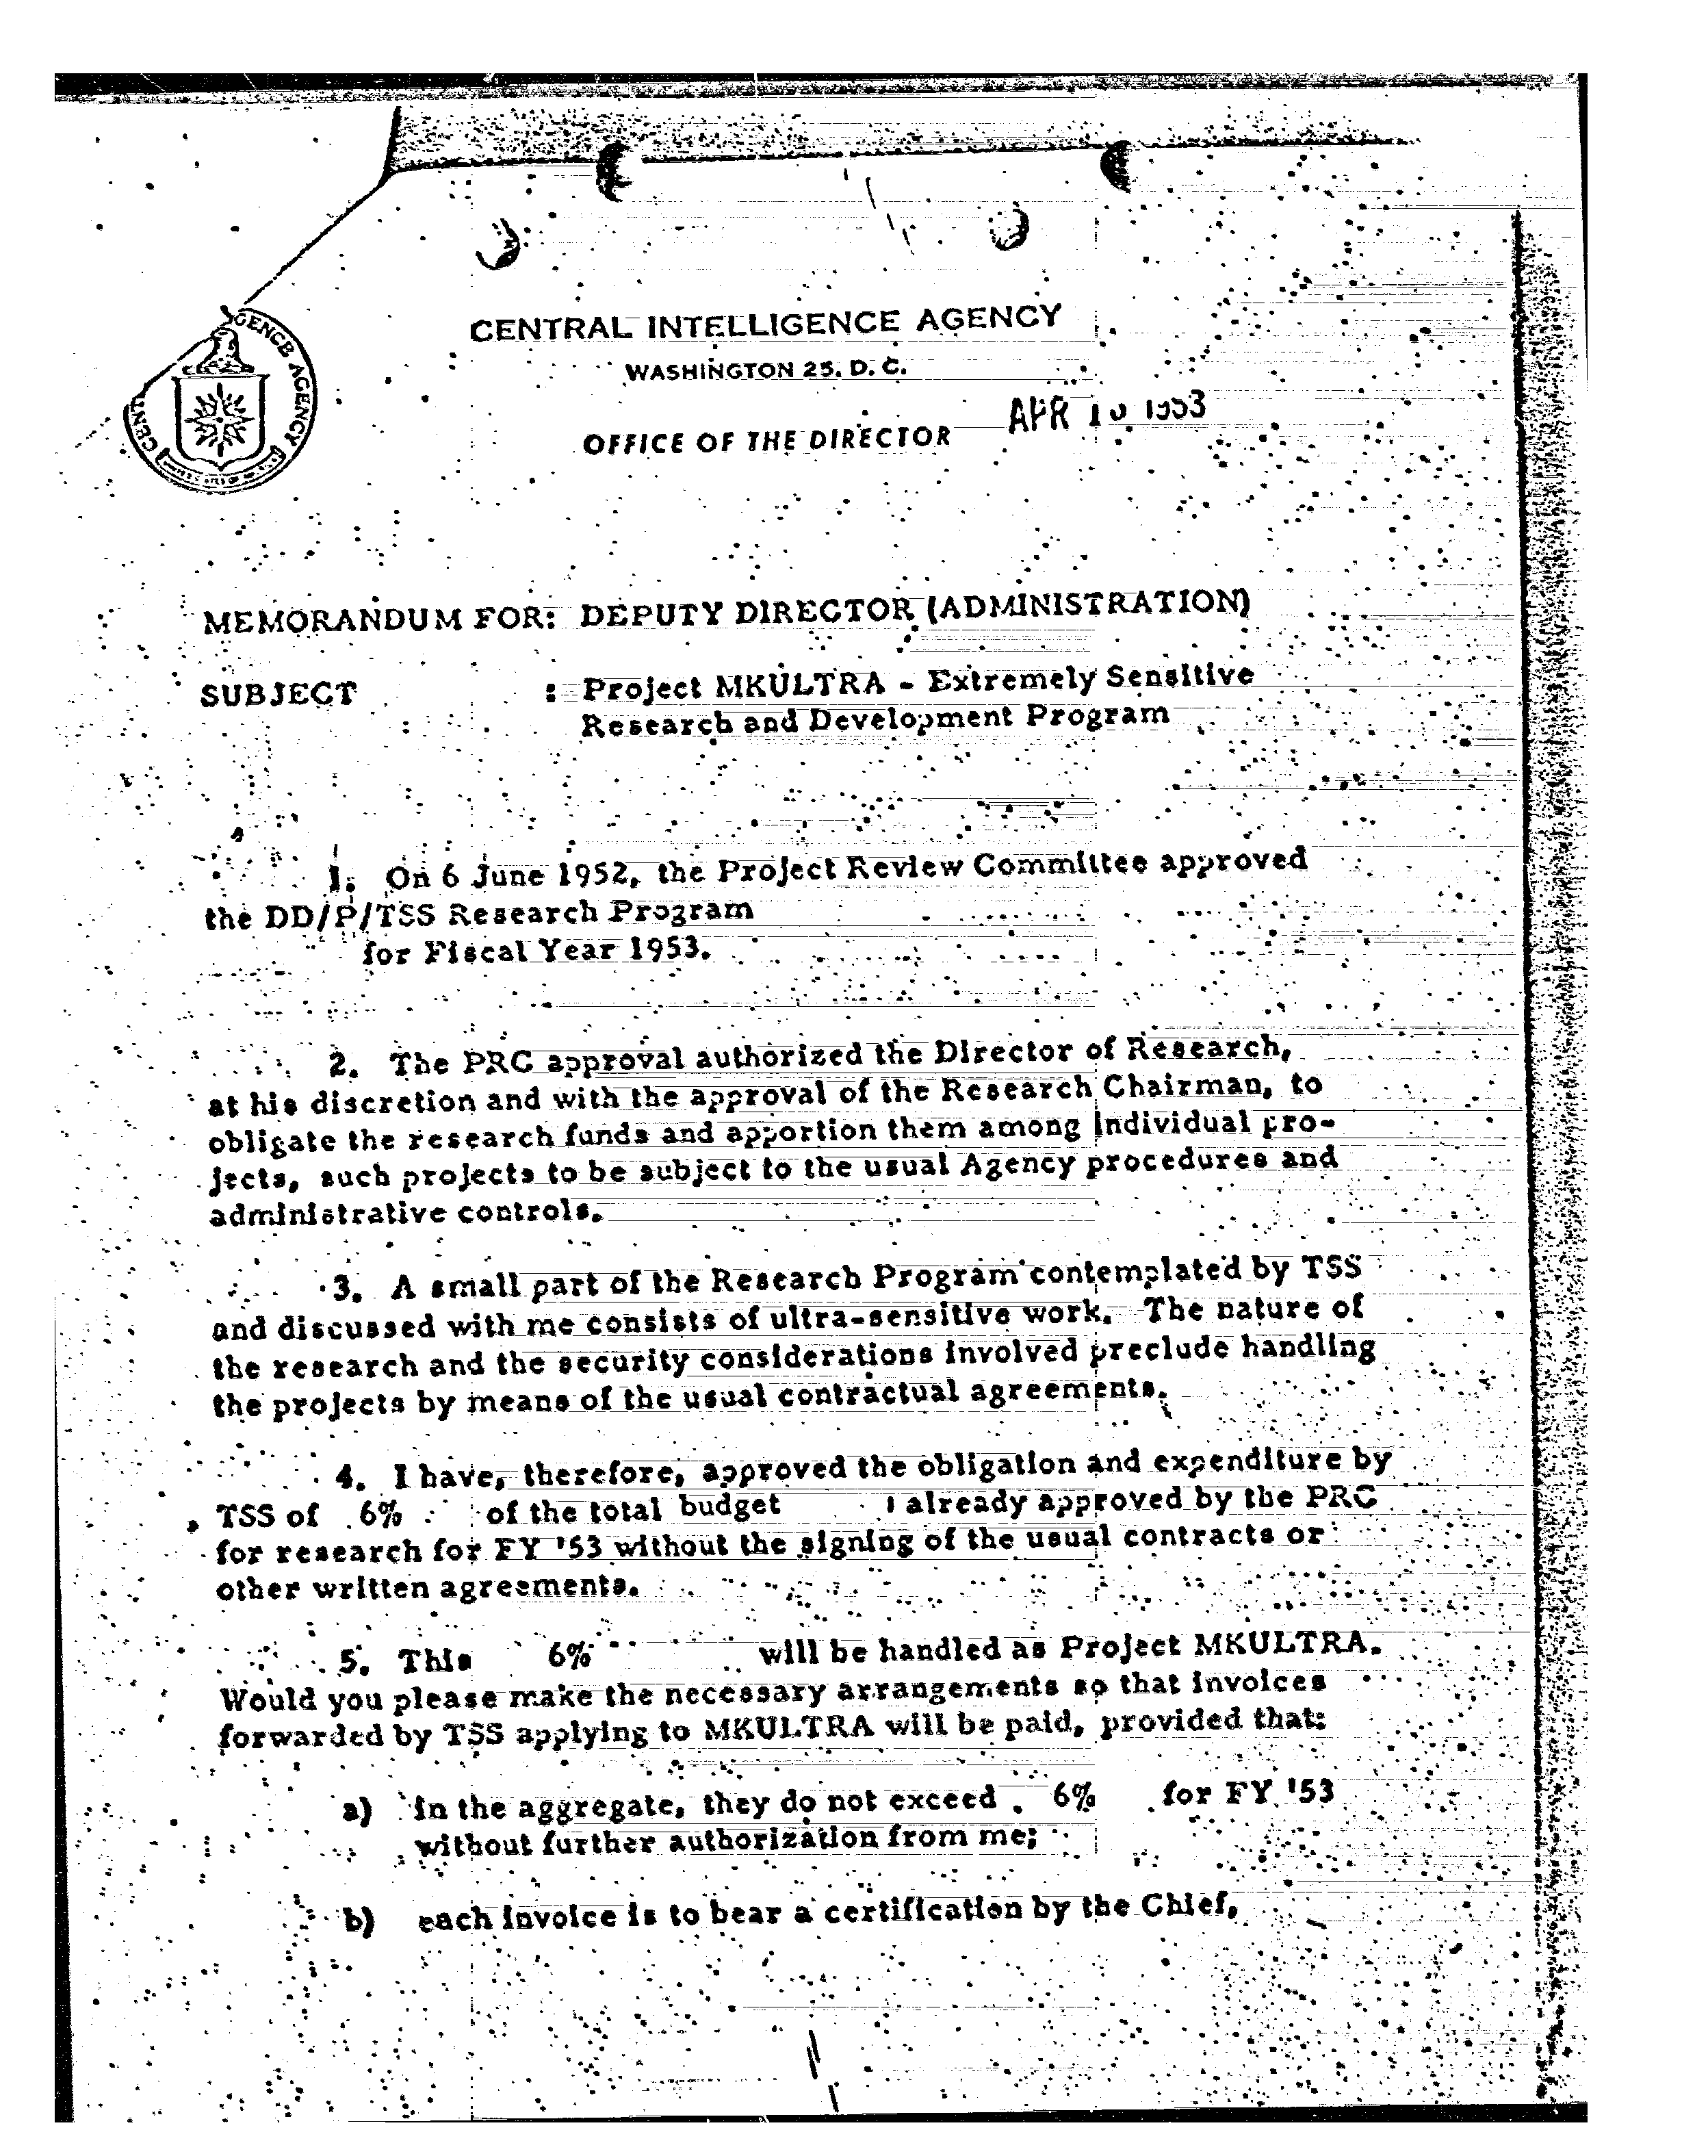 CENTRAL INTELLIGENCE AGENCY
WASHINGTON 25, D. C.
GENCE AGENCY
CEN
APR 1953
OFFICE OF THE DIRECTOR
MEMORANDUM FOR: DEPUTY DIRECTOR (ADMINISTRATION)
SUBJECT : Project MKULTRA - Extremely Sensitive
Research and Development Program
1. On 6 June 1952, the Project Review Committee approved
the DD/P/TSS Research Program
for Fiscal Year 1953.
2. The PRC approval authorized the Director of Research,
at his discretion and with the approval of the Research Chairman, to
obligate the research funds and apportion them among individual pro-
jects, such projects to be subject to the usual Agency procedures and
administrative controls.
3. A small part of the Research Program contemplated by TSS
and discussed with me consists of ultra-sensitive work. The nature of
the research and the security considerations involved preclude handling
the projects by means of the usual contractual agreements.
4. I have, therefore, approved the obligation and expenditure by
TSS of 6% of the total budget already approved by the PRC
for research for FY '53 without the signing of the usual contracts or
other written agreements.
5. This 6% will be handled as Project MKULTRA.
Would you please make the necessary arrangements so that invoices
forwarded by TSS applying to MKULTRA will be paid, provided that:
a) in the aggregate, they do not exceed 6% for FY '53
without further authorization from me;
b) each invoice is to bear a certification by the Chief,